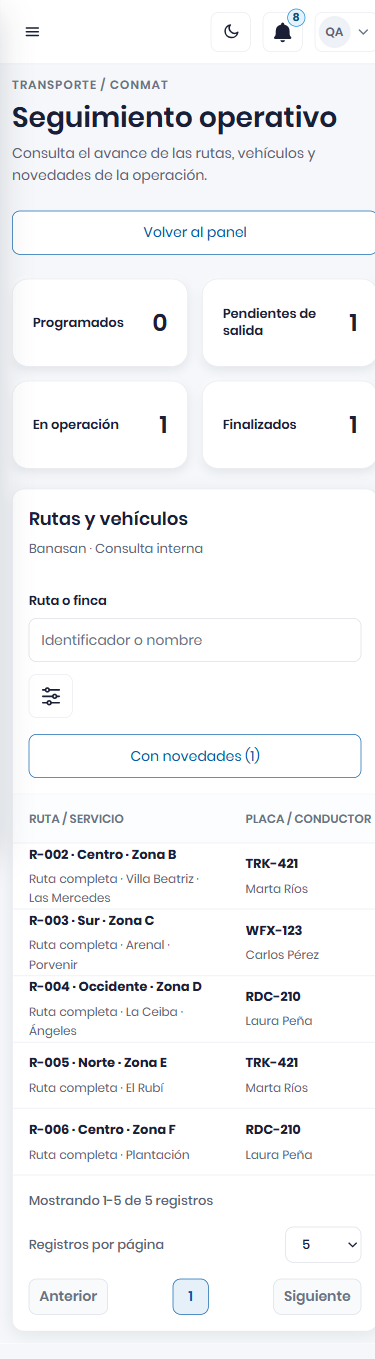 8
QA
TRANSPORTE / CONMAT
Seguimiento operativo
Consulta el avance de las rutas, vehículos y
novedades de la operación.
Volver al panel
Programados 0
Pendientes de
salida 1
En operación 1
Finalizados 1
Rutas y vehículos
Banasan · Consulta interna
Ruta o finca
Identificador o nombre
Con novedades (1)
RUTA / SERVICIO PLACA / CONDUCTOR
R-002 · Centro · Zona B TRK-421
Ruta completa · Villa Beatriz · Marta Ríos
Las Mercedes
R-003 · Sur · Zona C WFX-123
Ruta completa · Arenal · Carlos Pérez
Porvenir
R-004 · Occidente · Zona D RDC-210
Ruta completa · La Ceiba · Laura Peña
Ángeles
R-005 · Norte · Zona E TRK-421
Ruta completa · El Rubí Marta Ríos
R-006 · Centro · Zona F RDC-210
Ruta completa · Plantación Laura Peña
Mostrando 1-5 de 5 registros
Registros por página 5
Anterior 1 Siguiente